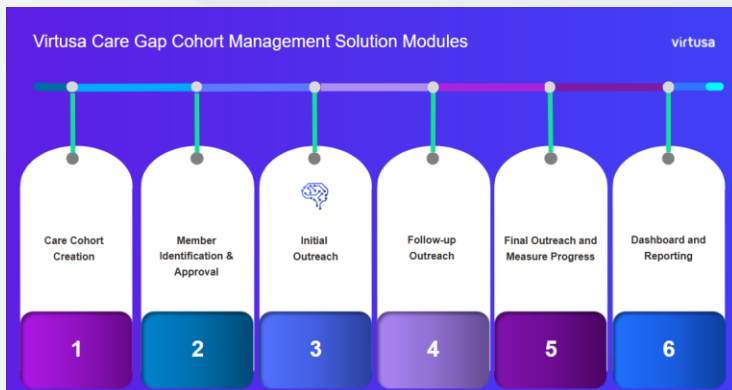 Virtusa Care Gap Cohort Management Solution Modules
virtusa
Care Cohort
Creation
Member
Identification &
Approval
Initial
Outreach
Follow-up
Outreach
Final Outreach and
Measure Progress
Dashboard and
Reporting
1
2
3
4
5
6